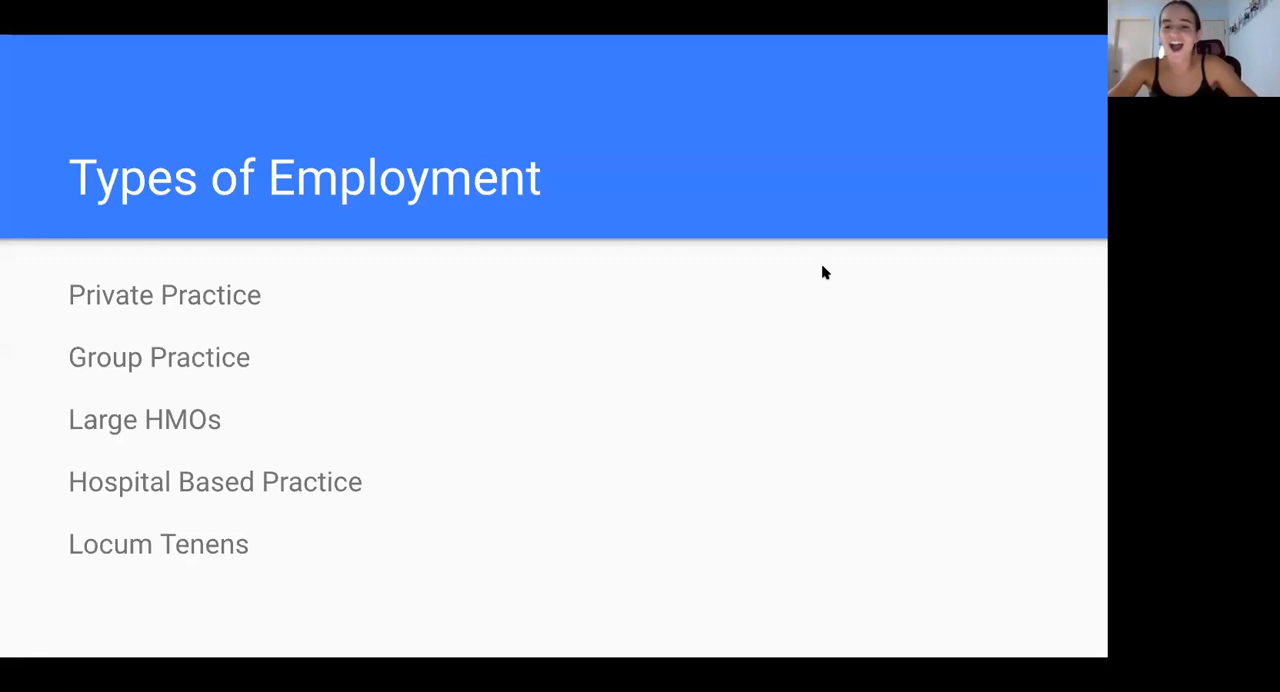 Types of Employment
Private Practice
Group Practice
Large HMOs
Hospital Based Practice
Locum Tenens